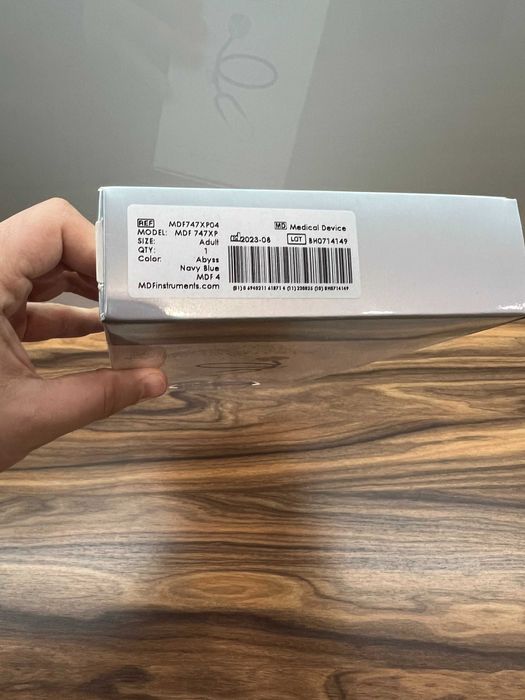 REF MDF747XP04
MODEL: MDF 747XP
SIZE: Adult
QTY: 1
Color: Abyss
Navy Blue
MDF 4
MDFinstruments.com
MD Medical Device
2023-08 LOT BH0714149